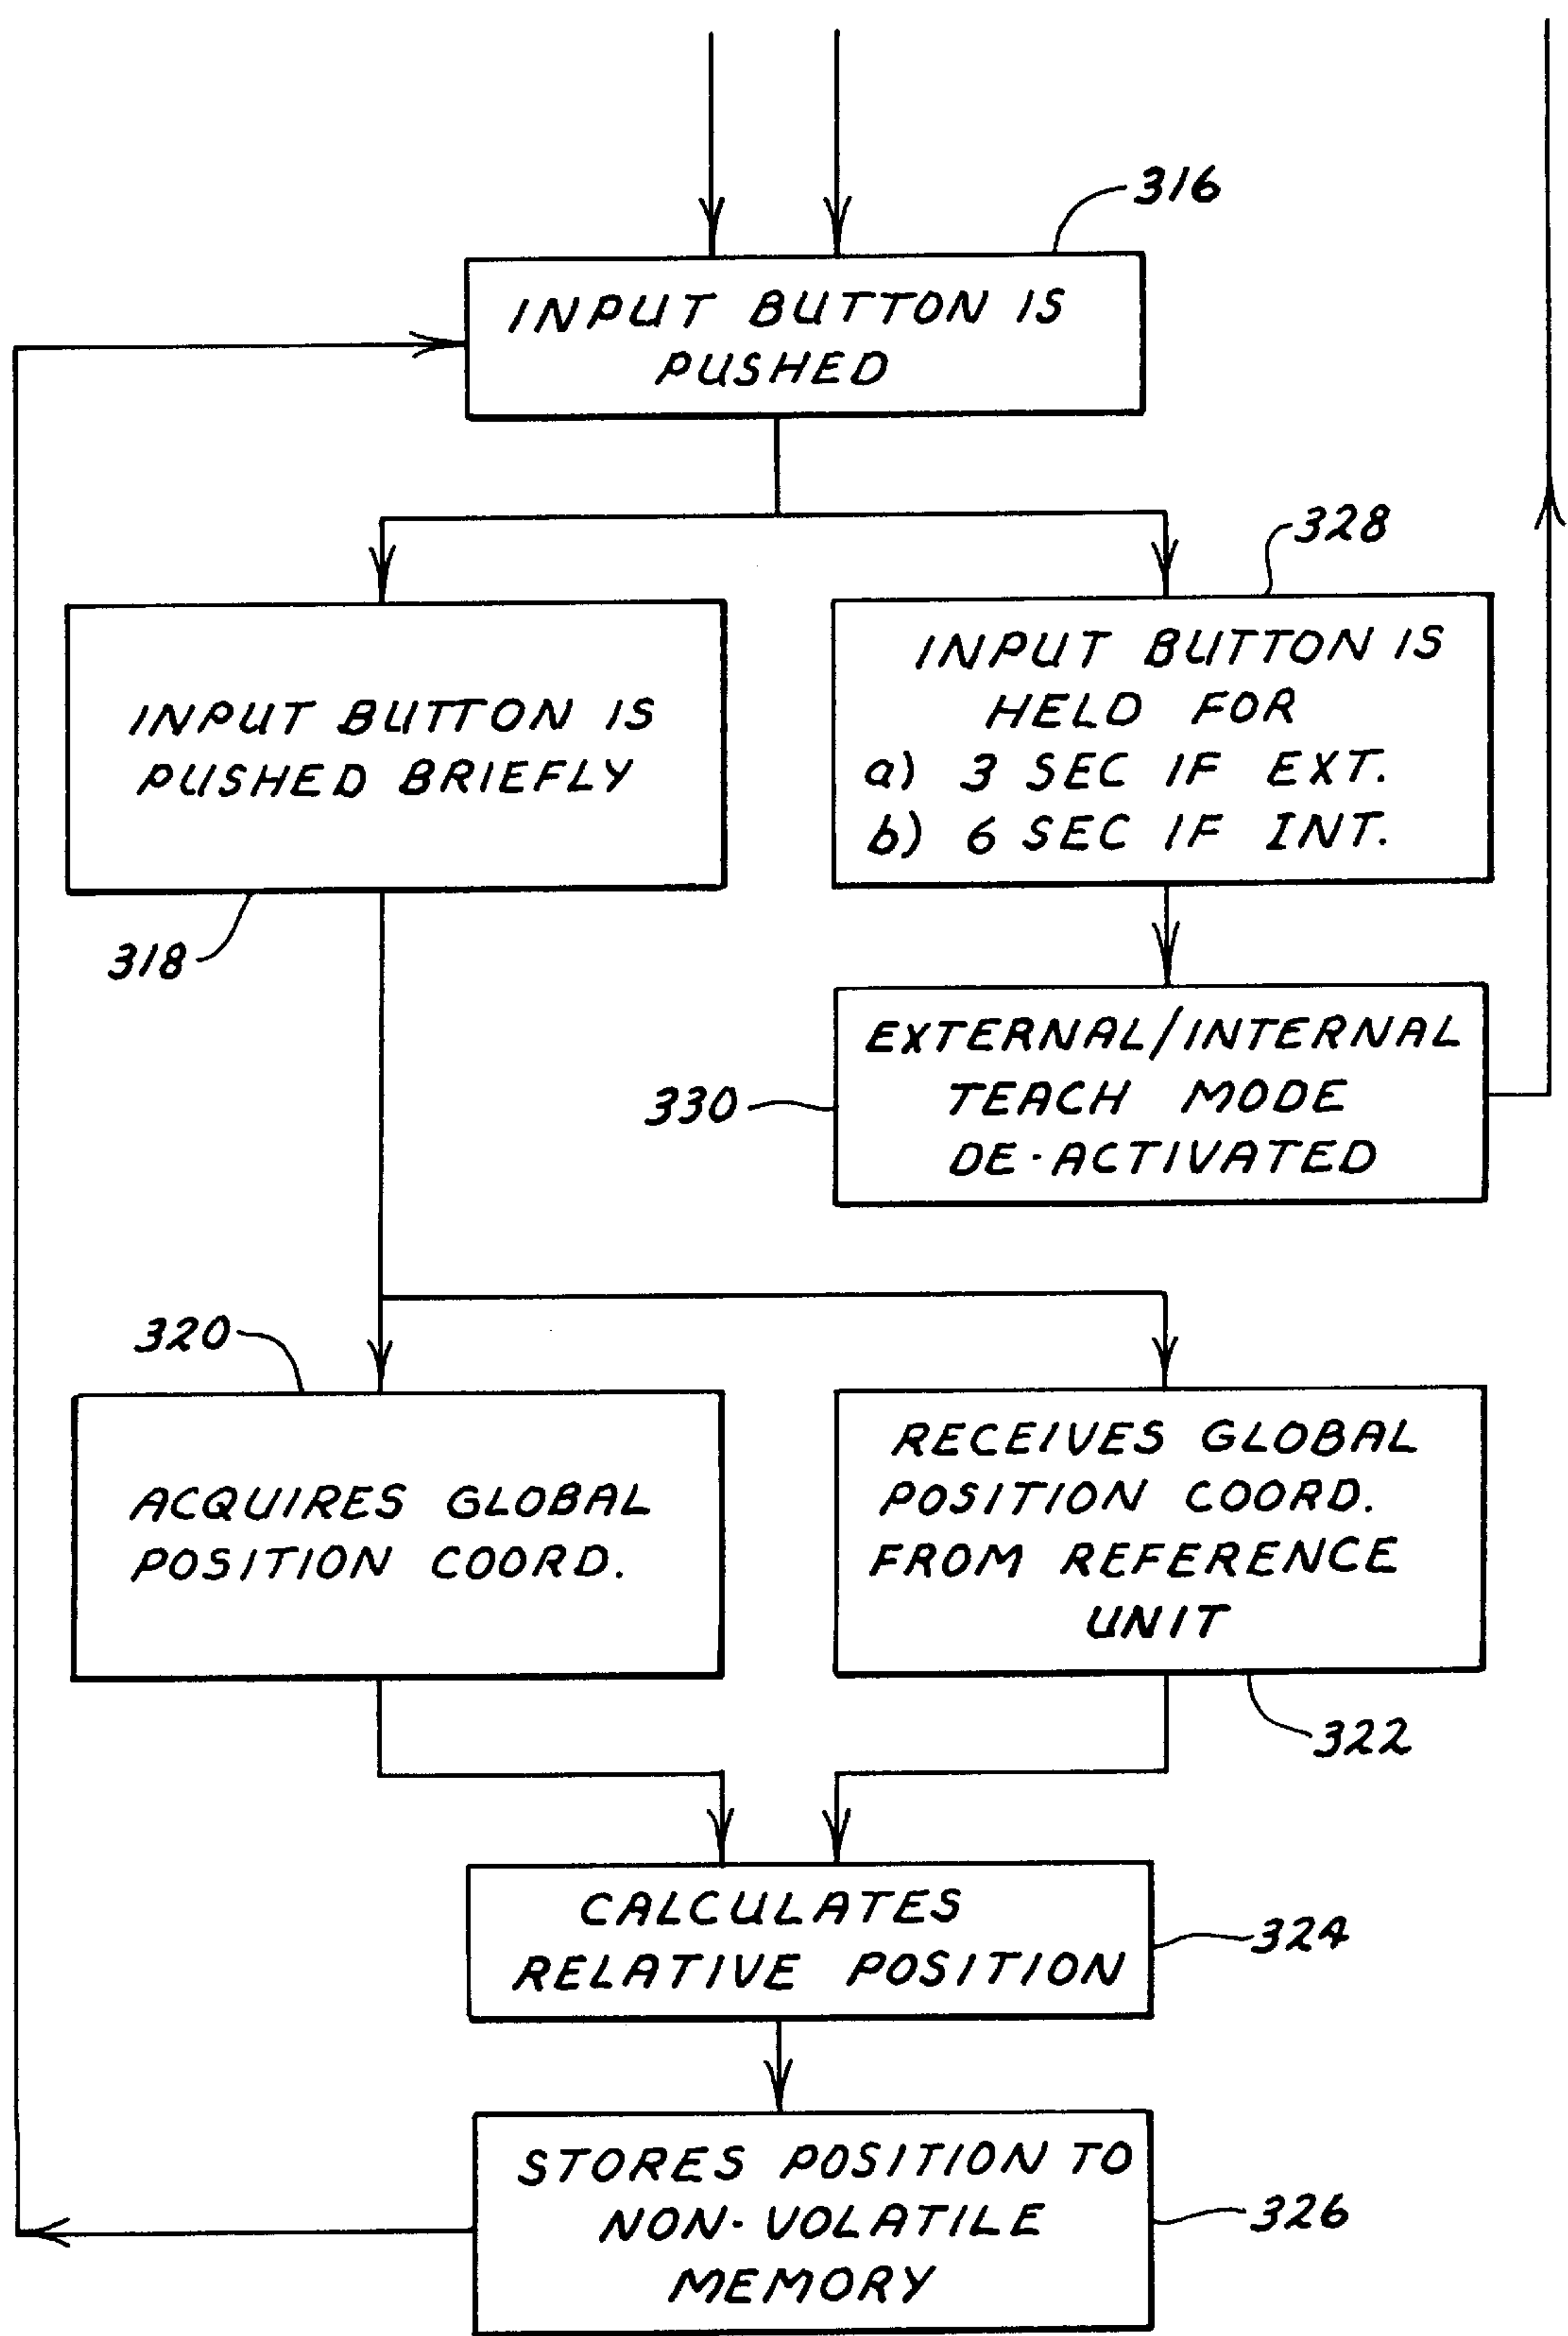 316
INPUT BUTTON IS
PUSHED
328
INPUT BUTTON IS
PUSHED BRIEFLY
318
INPUT BUTTON IS
HELD FOR
a) 3 SEC IF EXT.
b) 6 SEC IF INT.
EXTERNAL/INTERNAL
TEACH MODE
DE-ACTIVATED
330
320
ACQUIRES GLOBAL
POSITION COORD.
RECEIVES GLOBAL
POSITION COORD.
FROM REFERENCE
UNIT
322
CALCULATES
RELATIVE POSITION
324
STORES POSITION TO
NON-VOLATILE
MEMORY
326